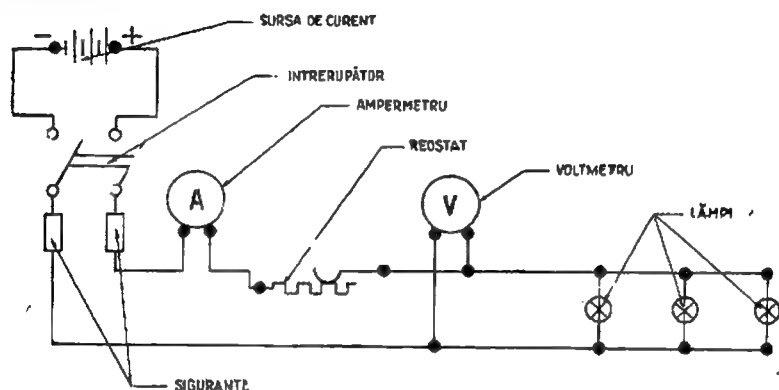 SURSA DE CURENT
- +
INTRERUPĂTOR
AMPERMETRU
REOSTAT
VOLTMETRU
A
V
LĂMPI
SIGURANTE